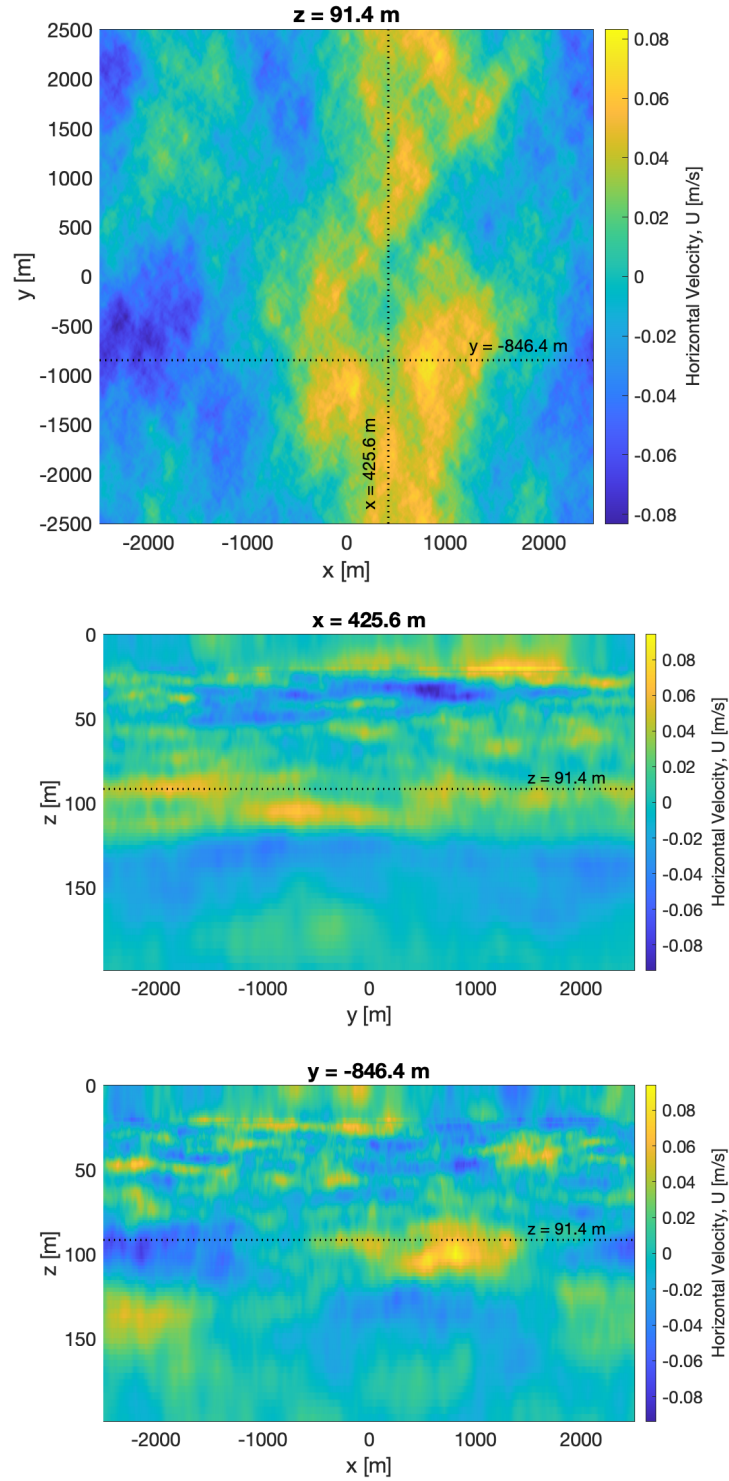 z = 91.4 m
2500
2000
1500
1000
500
0
-500
-1000
-1500
-2000
-2500
y [m]
y = -846.4 m
x = 425.6 m
-2000 -1000 0 1000 2000
x [m]
0.08
0.06
0.04
0.02
0
-0.02
-0.04
-0.06
-0.08
Horizontal Velocity, U [m/s]
x = 425.6 m
0
50
100
150
z [m]
z = 91.4 m
-2000 -1000 0 1000 2000
y [m]
0.08
0.06
0.04
0.02
0
-0.02
-0.04
-0.06
-0.08
Horizontal Velocity, U [m/s]
y = -846.4 m
0
50
100
150
z [m]
z = 91.4 m
-2000 -1000 0 1000 2000
x [m]
0.08
0.06
0.04
0.02
0
-0.02
-0.04
-0.06
-0.08
Horizontal Velocity, U [m/s]